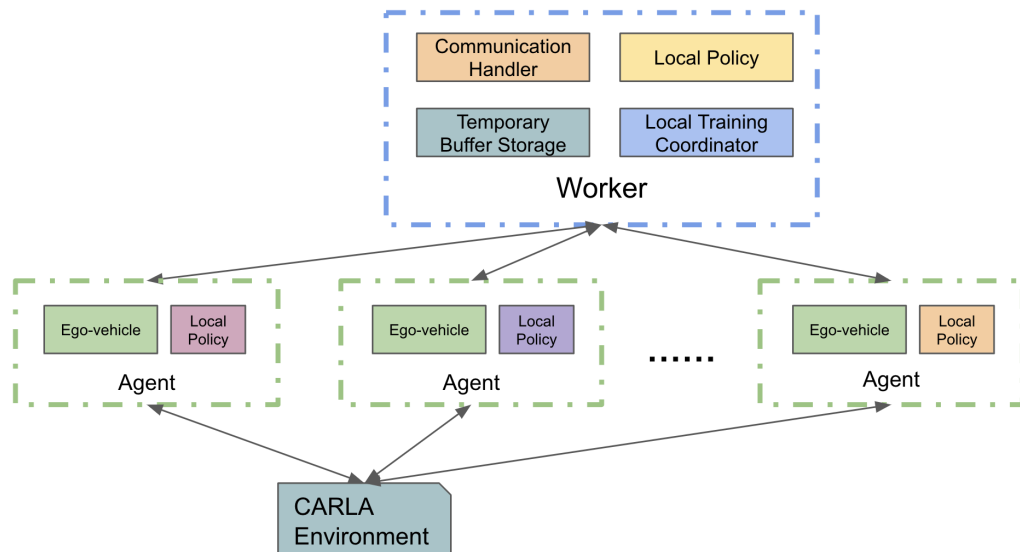 Communication
Handler
Local Policy
Temporary
Buffer Storage
Local Training
Coordinator
Worker
Ego-vehicle
Local
Policy
Agent
Ego-vehicle
Local
Policy
Agent
......
Ego-vehicle
Local
Policy
Agent
CARLA
Environment